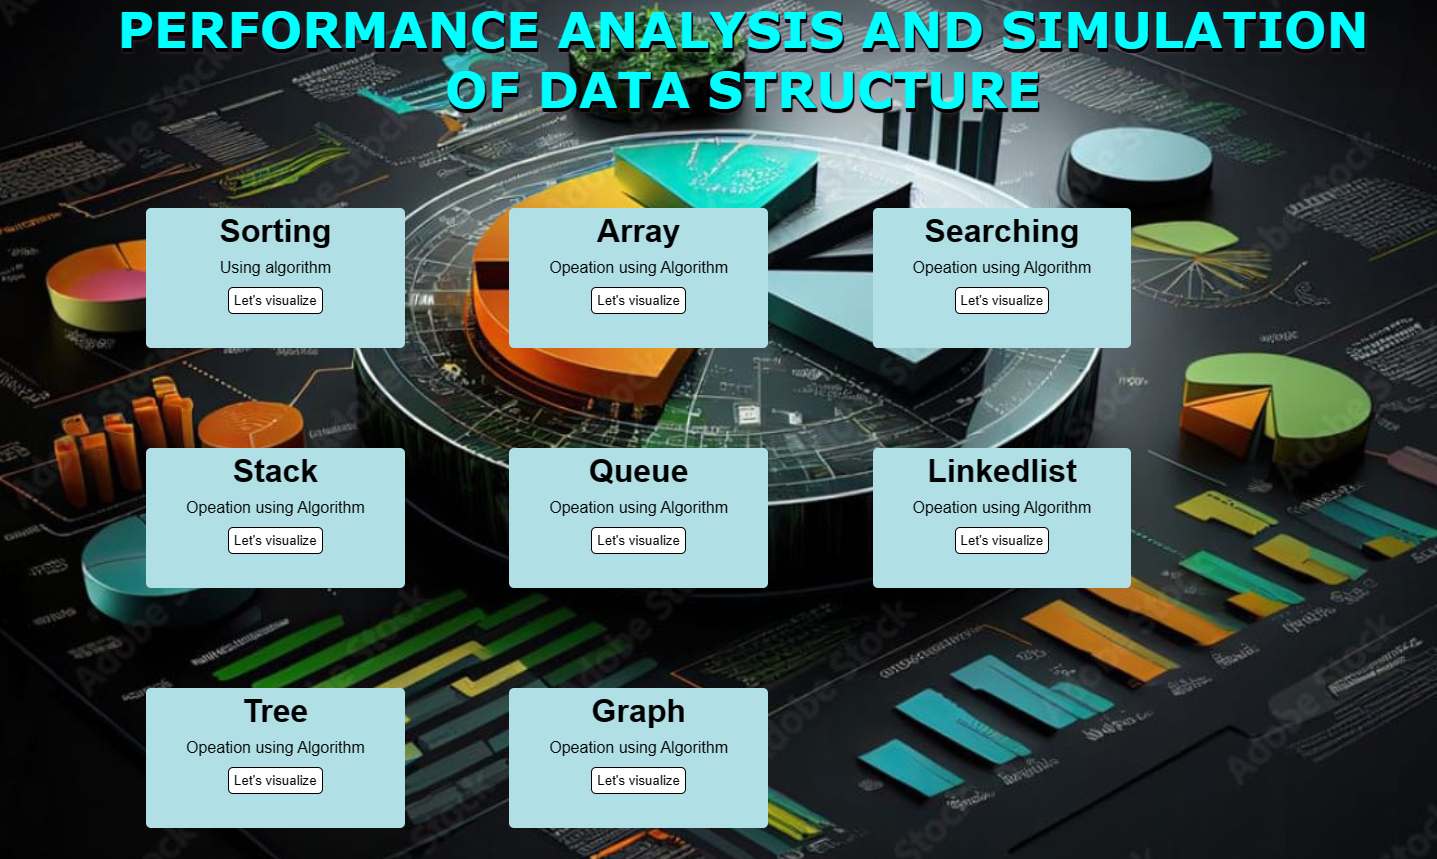 PERFORMANCE ANALYSIS AND SIMULATION
OF DATA STRUCTURE
Sorting
Using algorithm
Let's visualize
Array
Opeation using Algorithm
Let's visualize
Searching
Opeation using Algorithm
Let's visualize
Stack
Opeation using Algorithm
Let's visualize
Queue
Opeation using Algorithm
Let's visualize
Linkedlist
Opeation using Algorithm
Let's visualize
Tree
Opeation using Algorithm
Let's visualize
Graph
Opeation using Algorithm
Let's visualize
Adobe Stock